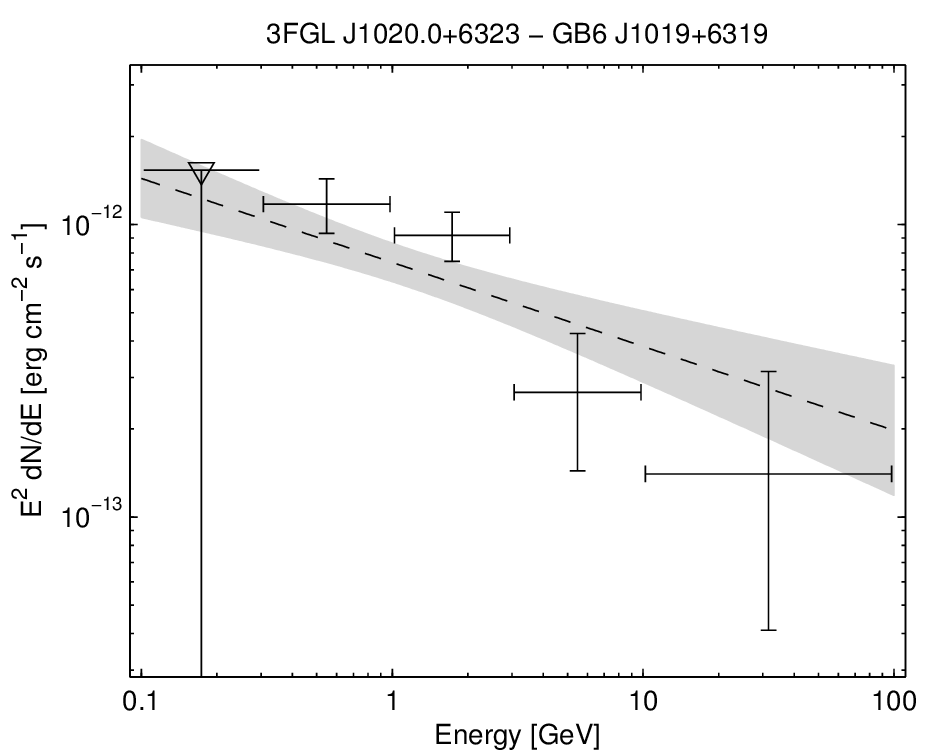 3FGL J1020.0+6323 − GB6 J1019+6319
E² dN/dE [erg cm⁻² s⁻¹]
10⁻¹²
10⁻¹³
0.1 1 10 100
Energy [GeV]